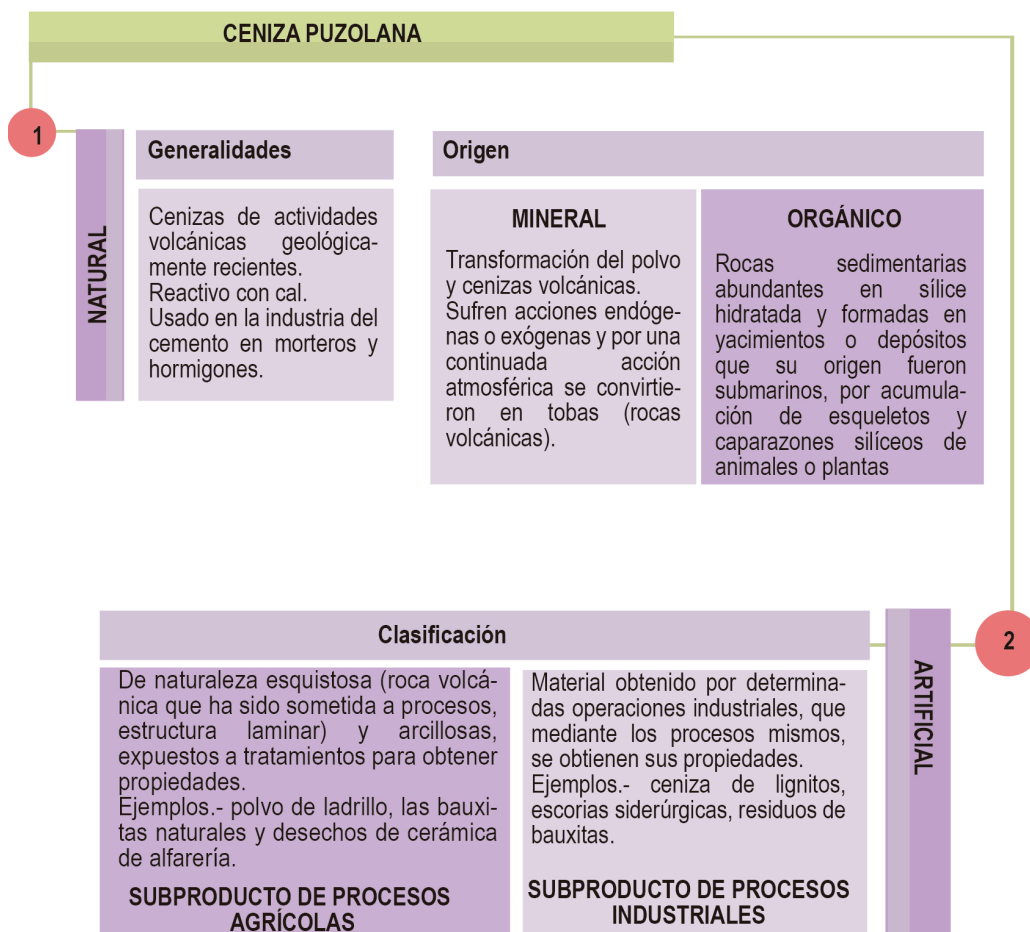 CENIZA PUZOLANA
1
NATURAL
Generalidades
Cenizas de actividades
volcánicas geológica-
mente recientes.
Reactivo con cal.
Usado en la industria del
cemento en morteros y
hormigones.
Origen
MINERAL
Transformación del polvo
y cenizas volcánicas.
Sufren acciones endóge-
nas o exógenas y por una
continuada acción
atmosférica se convirtie-
ron en tobas (rocas
volcánicas).
ORGÁNICO
Rocas sedimentarias
abundantes en sílice
hidratada y formadas en
yacimientos o depósitos
que su origen fueron
submarinos, por acumula-
ción de esqueletos y
caparazones silíceos de
animales o plantas
2
ARTIFICIAL
Clasificación
De naturaleza esquistosa (roca volcá-
nica que ha sido sometida a procesos,
estructura laminar) y arcillosas,
expuestos a tratamientos para obtener
propiedades.
Ejemplos.- polvo de ladrillo, las bauxi-
tas naturales y desechos de cerámica
de alfarería.
SUBPRODUCTO DE PROCESOS
AGRÍCOLAS
Material obtenido por determina-
das operaciones industriales, que
mediante los procesos mismos,
se obtienen sus propiedades.
Ejemplos.- ceniza de lignitos,
escorias siderúrgicas, residuos de
bauxitas.
SUBPRODUCTO DE PROCESOS
INDUSTRIALES